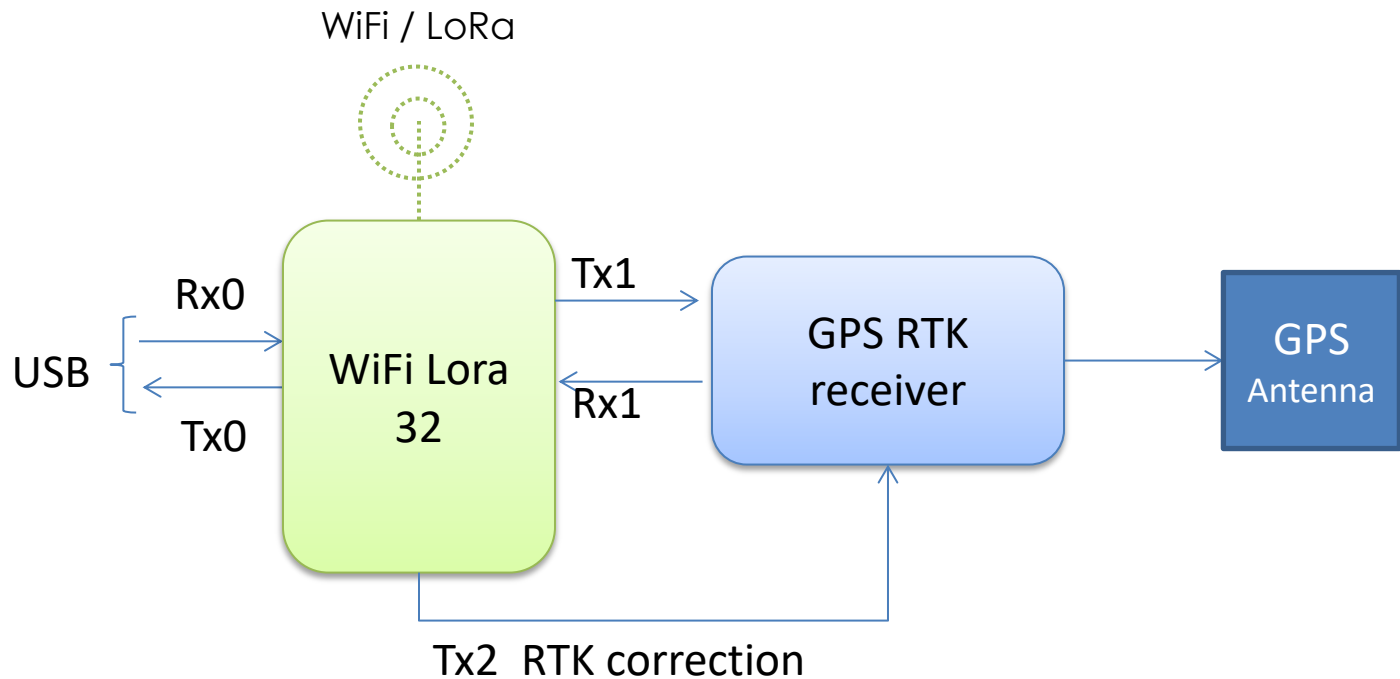 WiFi / LoRa
Rx0
USB
Tx0
WiFi Lora
32
Tx1
Rx1
GPS RTK
receiver
GPS
Antenna
Tx2 RTK correction